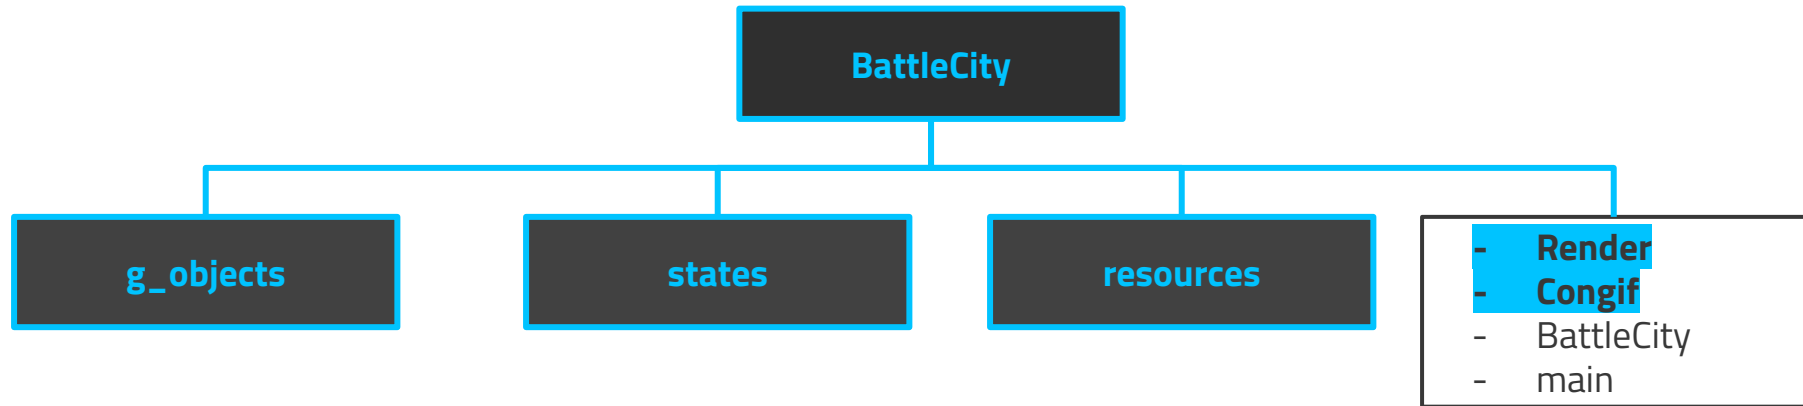 BattleCity
g_objects
states
resources
- Render
- Congif
- BattleCity
- main